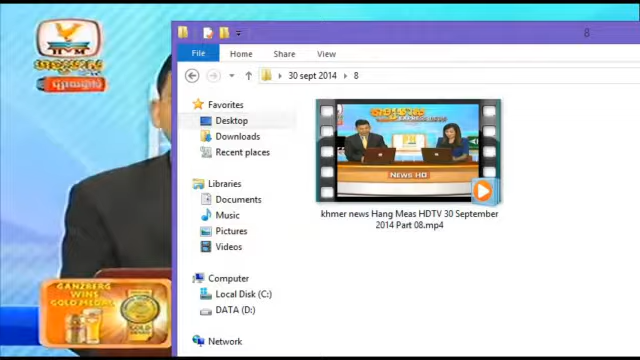 HM
8
File
Home
Share
View
30 sept 2014
8
Favorites
Desktop
Downloads
Recent places
Libraries
Documents
Music
Pictures
Videos
Computer
Local Disk (C:)
DATA (D:)
Network
NEWS HD
khmer news Hang Meas HDTV 30 September
2014 Part 08.mp4
GANZBERG
WINS
GOLD MEDAL
GOLD